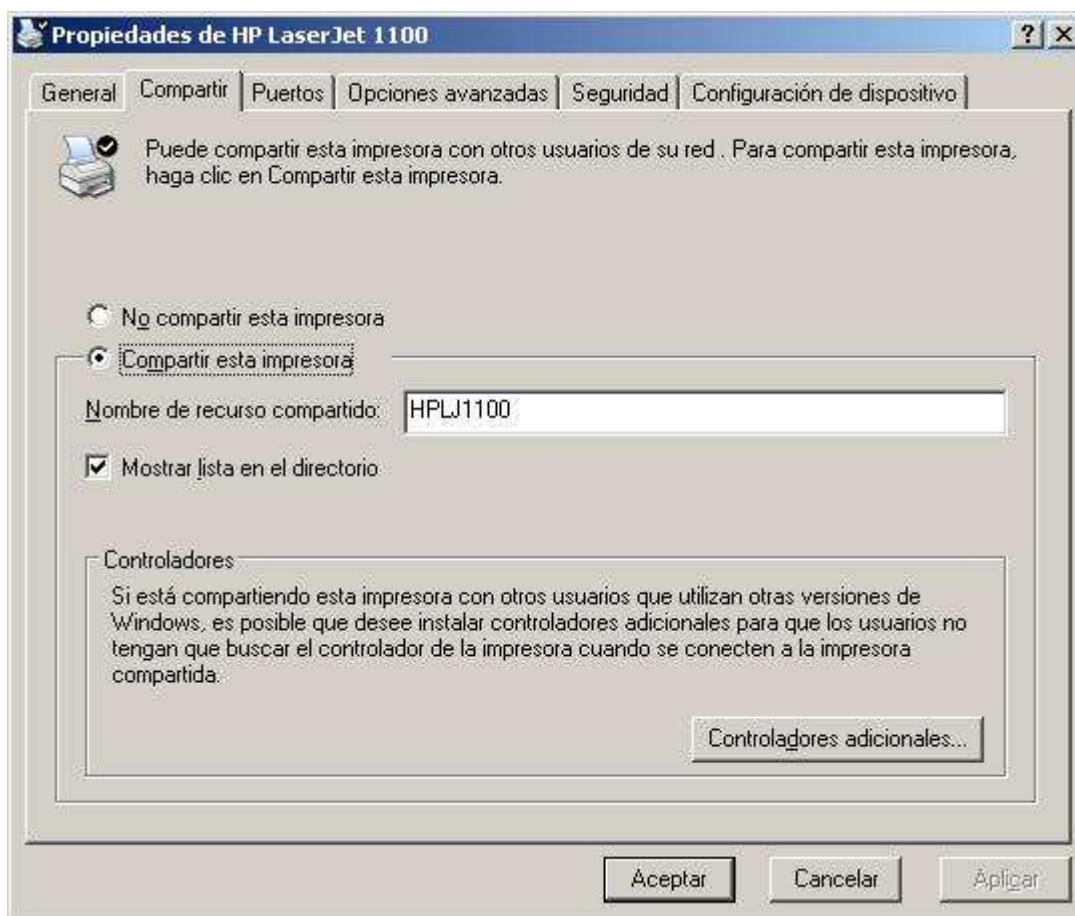 Propiedades de HP LaserJet 1100
General Compartir Puertos Opciones avanzadas Seguridad Configuración de dispositivo
Puede compartir esta impresora con otros usuarios de su red . Para compartir esta impresora,
haga clic en Compartir esta impresora.
No compartir esta impresora
Compartir esta impresora
Nombre de recurso compartido: HPLJ1100
Mostrar lista en el directorio
Controladores
Si está compartiendo esta impresora con otros usuarios que utilizan otras versiones de
Windows, es posible que desee instalar controladores adicionales para que los usuarios no
tengan que buscar el controlador de la impresora cuando se conecten a la impresora
compartida.
Controladores adicionales...
Aceptar Cancelar Aplicar